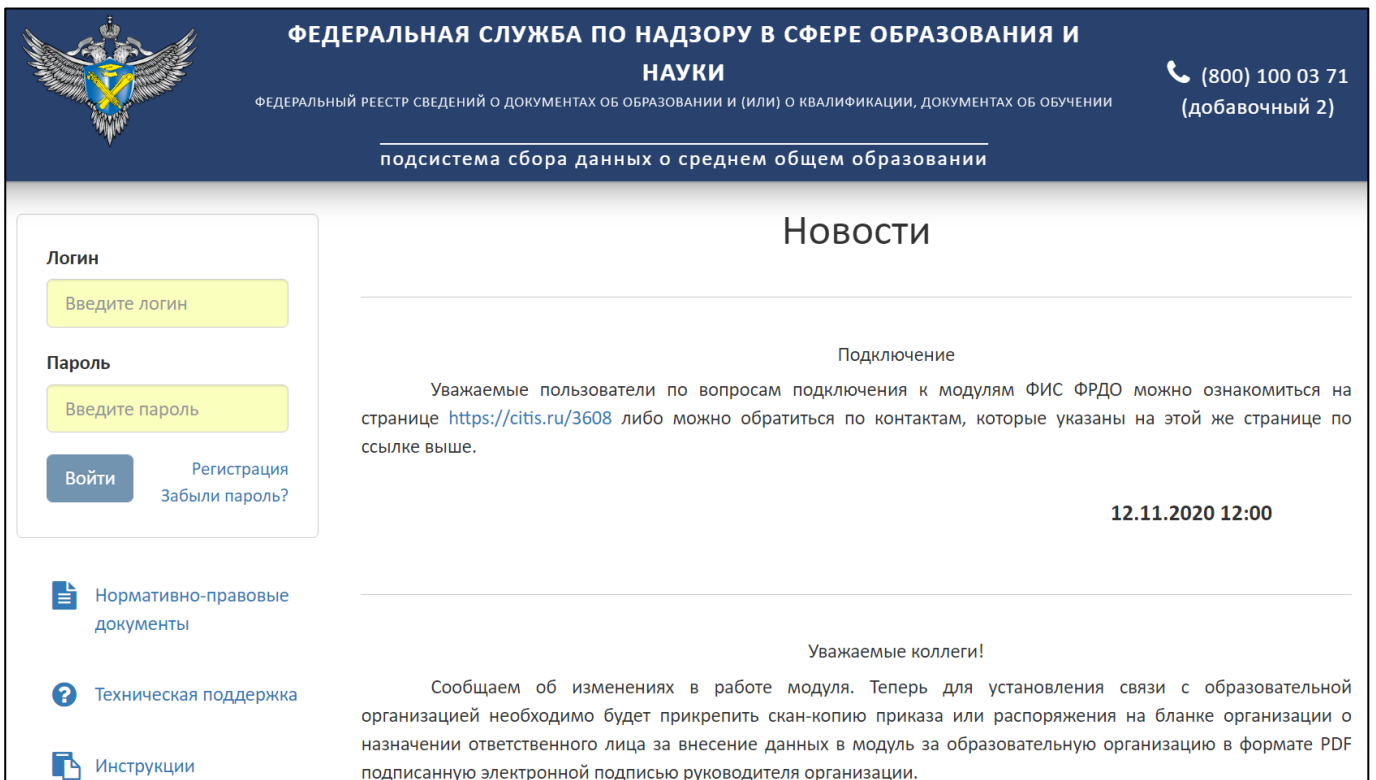 ФЕДЕРАЛЬНАЯ СЛУЖБА ПО НАДЗОРУ В СФЕРЕ ОБРАЗОВАНИЯ И
НАУКИ
ФЕДЕРАЛЬНЫЙ РЕЕСТР СВЕДЕНИЙ О ДОКУМЕНТАХ ОБ ОБРАЗОВАНИИ И (ИЛИ) О КВАЛИФИКАЦИИ, ДОКУМЕНТАХ ОБ ОБУЧЕНИИ
подсистема сбора данных о среднем общем образовании
(800) 100 03 71
(добавочный 2)
Логин
Введите логин
Пароль
Введите пароль
Войти
Регистрация
Забыли пароль?
Нормативно-правовые
документы
Техническая поддержка
Инструкции
Новости
Подключение
Уважаемые пользователи по вопросам подключения к модулям ФИС ФРДО можно ознакомиться на
странице https://citis.ru/3608 либо можно обратиться по контактам, которые указаны на этой же странице по
ссылке выше.
12.11.2020 12:00
Уважаемые коллеги!
Сообщаем об изменениях в работе модуля. Теперь для установления связи с образовательной
организацией необходимо будет прикрепить скан-копию приказа или распоряжения на бланке организации о
назначении ответственного лица за внесение данных в модуль за образовательную организацию в формате PDF
подписанную электронной подписью руководителя организации.